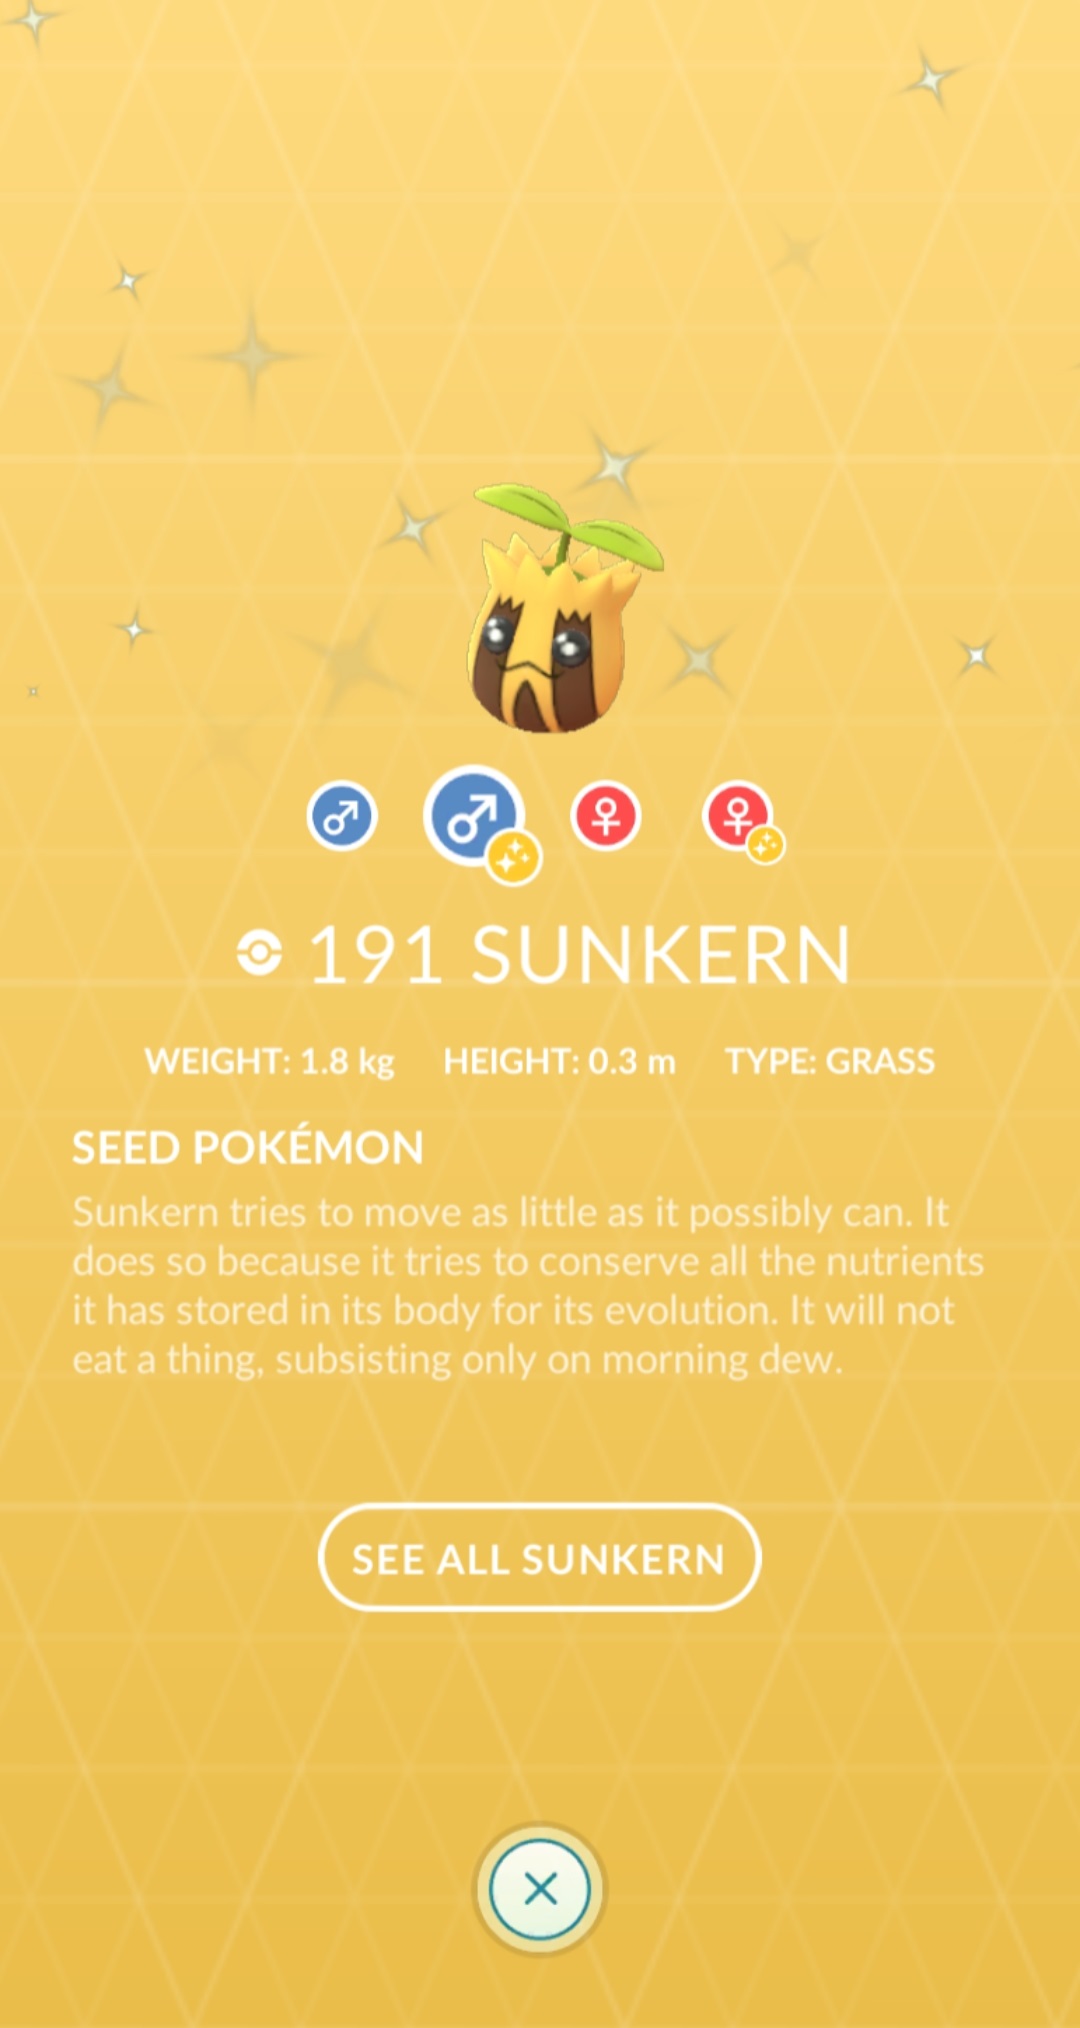 191 SUNKERN
WEIGHT: 1.8 kg HEIGHT: 0.3 m TYPE: GRASS
SEED POKÉMON
Sunkern tries to move as little as it possibly can. It
does so because it tries to conserve all the nutrients
it has stored in its body for its evolution. It will not
eat a thing, subsisting only on morning dew.
SEE ALL SUNKERN